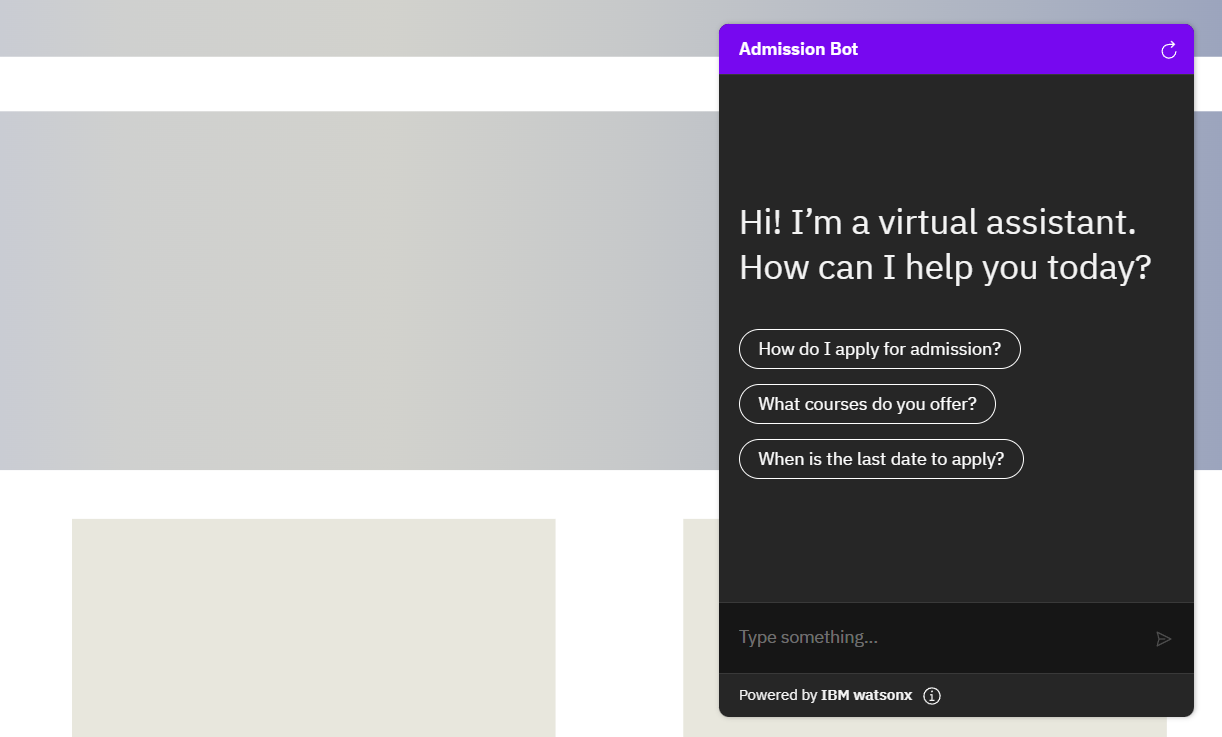 Admission Bot
Hi! I’m a virtual assistant.
How can I help you today?
How do I apply for admission?
What courses do you offer?
When is the last date to apply?
Type something...
Powered by IBM watsonx